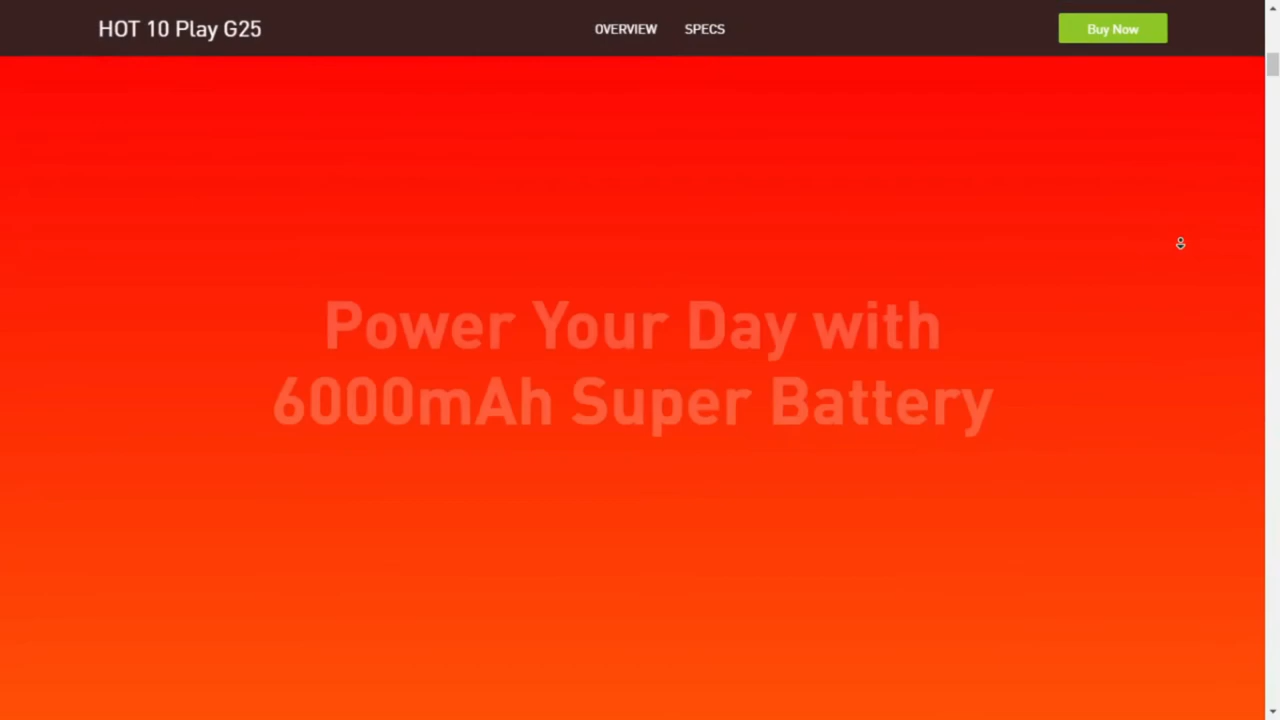 HOT 10 Play G25
OVERVIEW
SPECS
Buy Now
Power Your Day with
6000mAh Super Battery